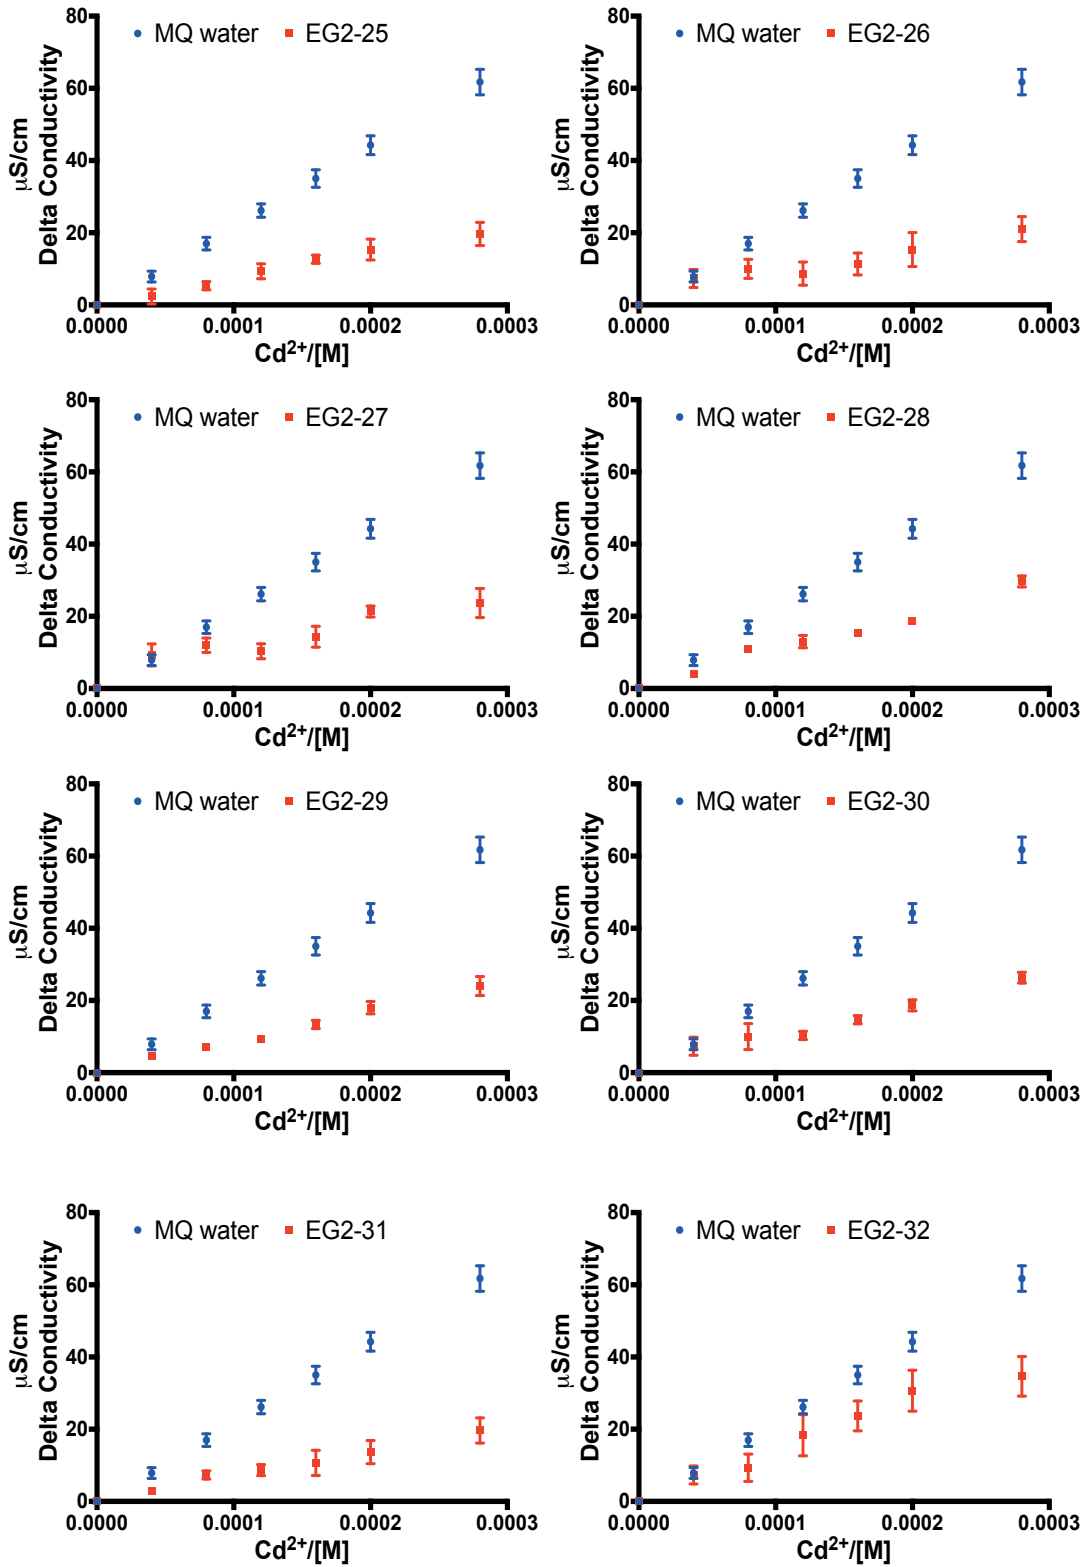 MQ water EG2-25
80
60
40
20
0
μS/cm
Delta Conductivity
0.0000 0.0001 0.0002 0.0003
Cd²⁺/[M]
MQ water EG2-26
80
60
40
20
0
μS/cm
Delta Conductivity
0.0000 0.0001 0.0002 0.0003
Cd²⁺/[M]
MQ water EG2-27
80
60
40
20
0
μS/cm
Delta Conductivity
0.0000 0.0001 0.0002 0.0003
Cd²⁺/[M]
MQ water EG2-28
80
60
40
20
0
μS/cm
Delta Conductivity
0.0000 0.0001 0.0002 0.0003
Cd²⁺/[M]
MQ water EG2-29
80
60
40
20
0
μS/cm
Delta Conductivity
0.0000 0.0001 0.0002 0.0003
Cd²⁺/[M]
MQ water EG2-30
80
60
40
20
0
μS/cm
Delta Conductivity
0.0000 0.0001 0.0002 0.0003
Cd²⁺/[M]
MQ water EG2-31
80
60
40
20
0
μS/cm
Delta Conductivity
0.0000 0.0001 0.0002 0.0003
Cd²⁺/[M]
MQ water EG2-32
80
60
40
20
0
μS/cm
Delta Conductivity
0.0000 0.0001 0.0002 0.0003
Cd²⁺/[M]